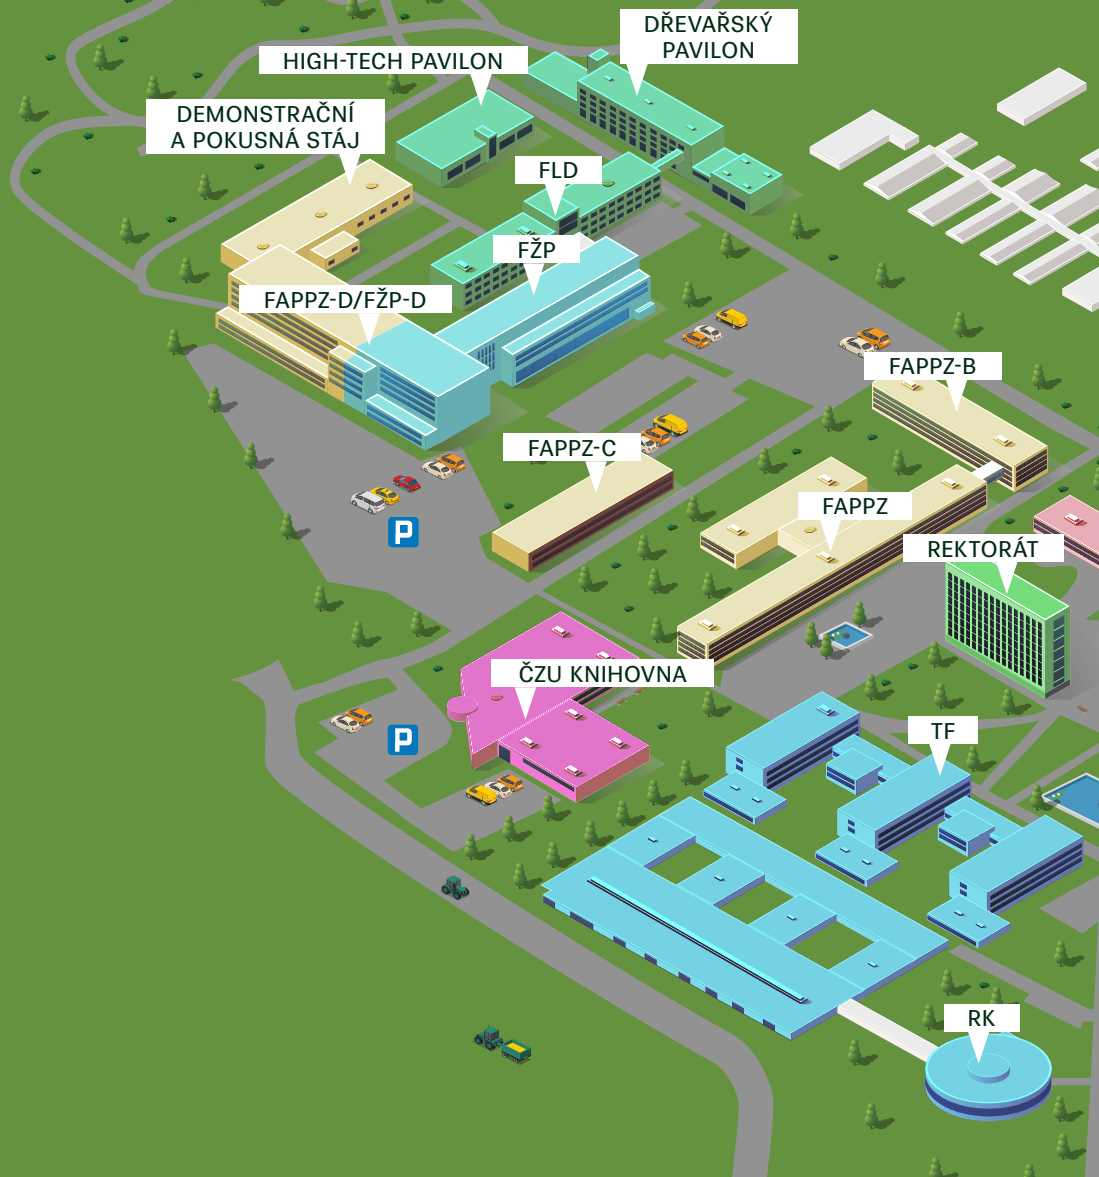 DŘEVAŘSKÝ
PAVILON
HIGH-TECH PAVILON
DEMONSTRAČNÍ
A POKUSNÁ STÁJ
FLD
FŽP
FAPPZ-D/FŽP-D
FAPPZ-B
FAPPZ-C
FAPPZ
P
REKTORÁT
ČZU KNIHOVNA
TF
P
RK